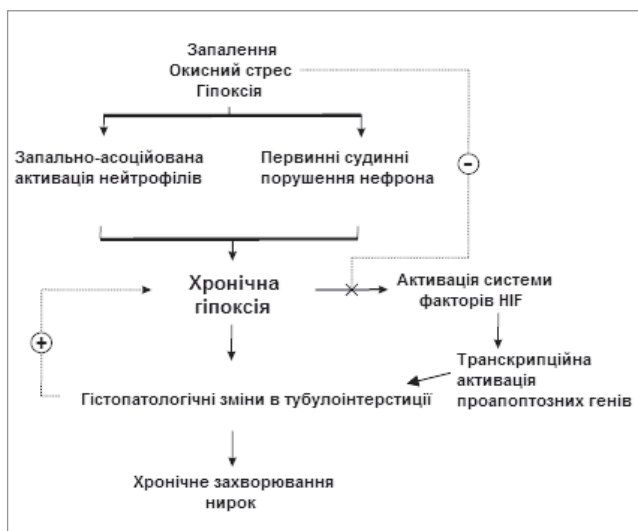 Запалення
Окисний стрес
Гіпоксія
Запально-асоційована
активація нейтрофілів
Первинні судинні
порушення нефрона
−
Хронічна
гіпоксія
Активація системи
факторів HIF
+
Транскрипційна
активація
проапоптозних генів
Гістопатологічні зміни в тубулоінтерстиції
Хронічне захворювання
нирок